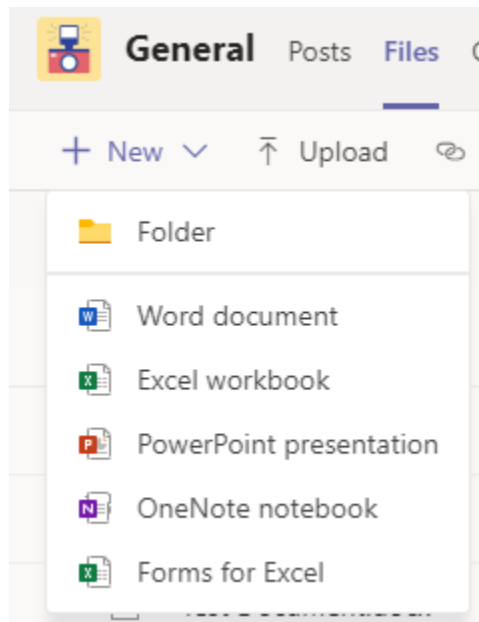 General Posts Files
+ New Upload
Folder
Word document
Excel workbook
PowerPoint presentation
OneNote notebook
Forms for Excel